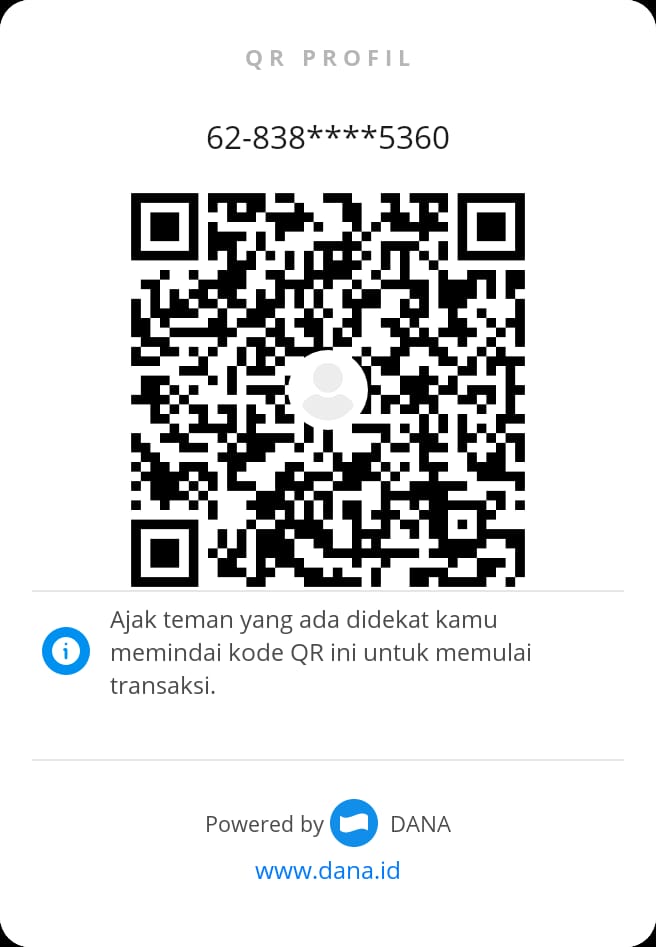 QR PROFIL
62-838****5360
Ajak teman yang ada didekat kamu
memindai kode QR ini untuk memulai
transaksi.
Powered by DANA
www.dana.id